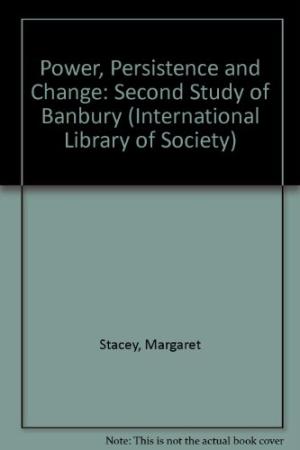 Power, Persistence and
Change: Second Study of
Banbury (International
Library of Society)
Stacey, Margaret
Note: This is not the actual book cover